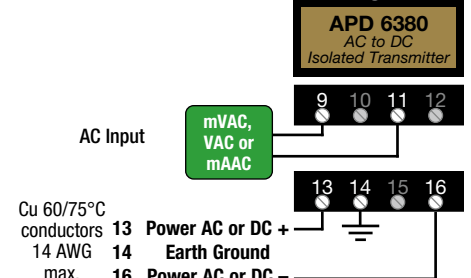 APD 6380
AC to DC
Isolated Transmitter
9 10 11 12
AC Input
mVAC,
VAC or
mAAC
13 14 15 16
Cu 60/75°C
conductors
14 AWG
max.
13 Power AC or DC +
14 Earth Ground
16 Power AC or DC –